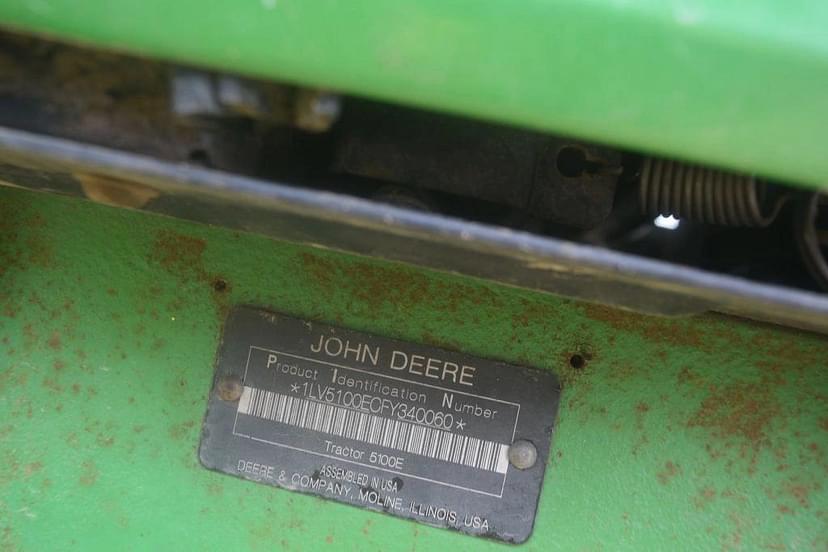 JOHN DEERE
Product Identification Number
*1LV5100ECFY340060*
Tractor 5100E
ASSEMBLED IN USA
DEERE & COMPANY, MOLINE, ILLINOIS, USA